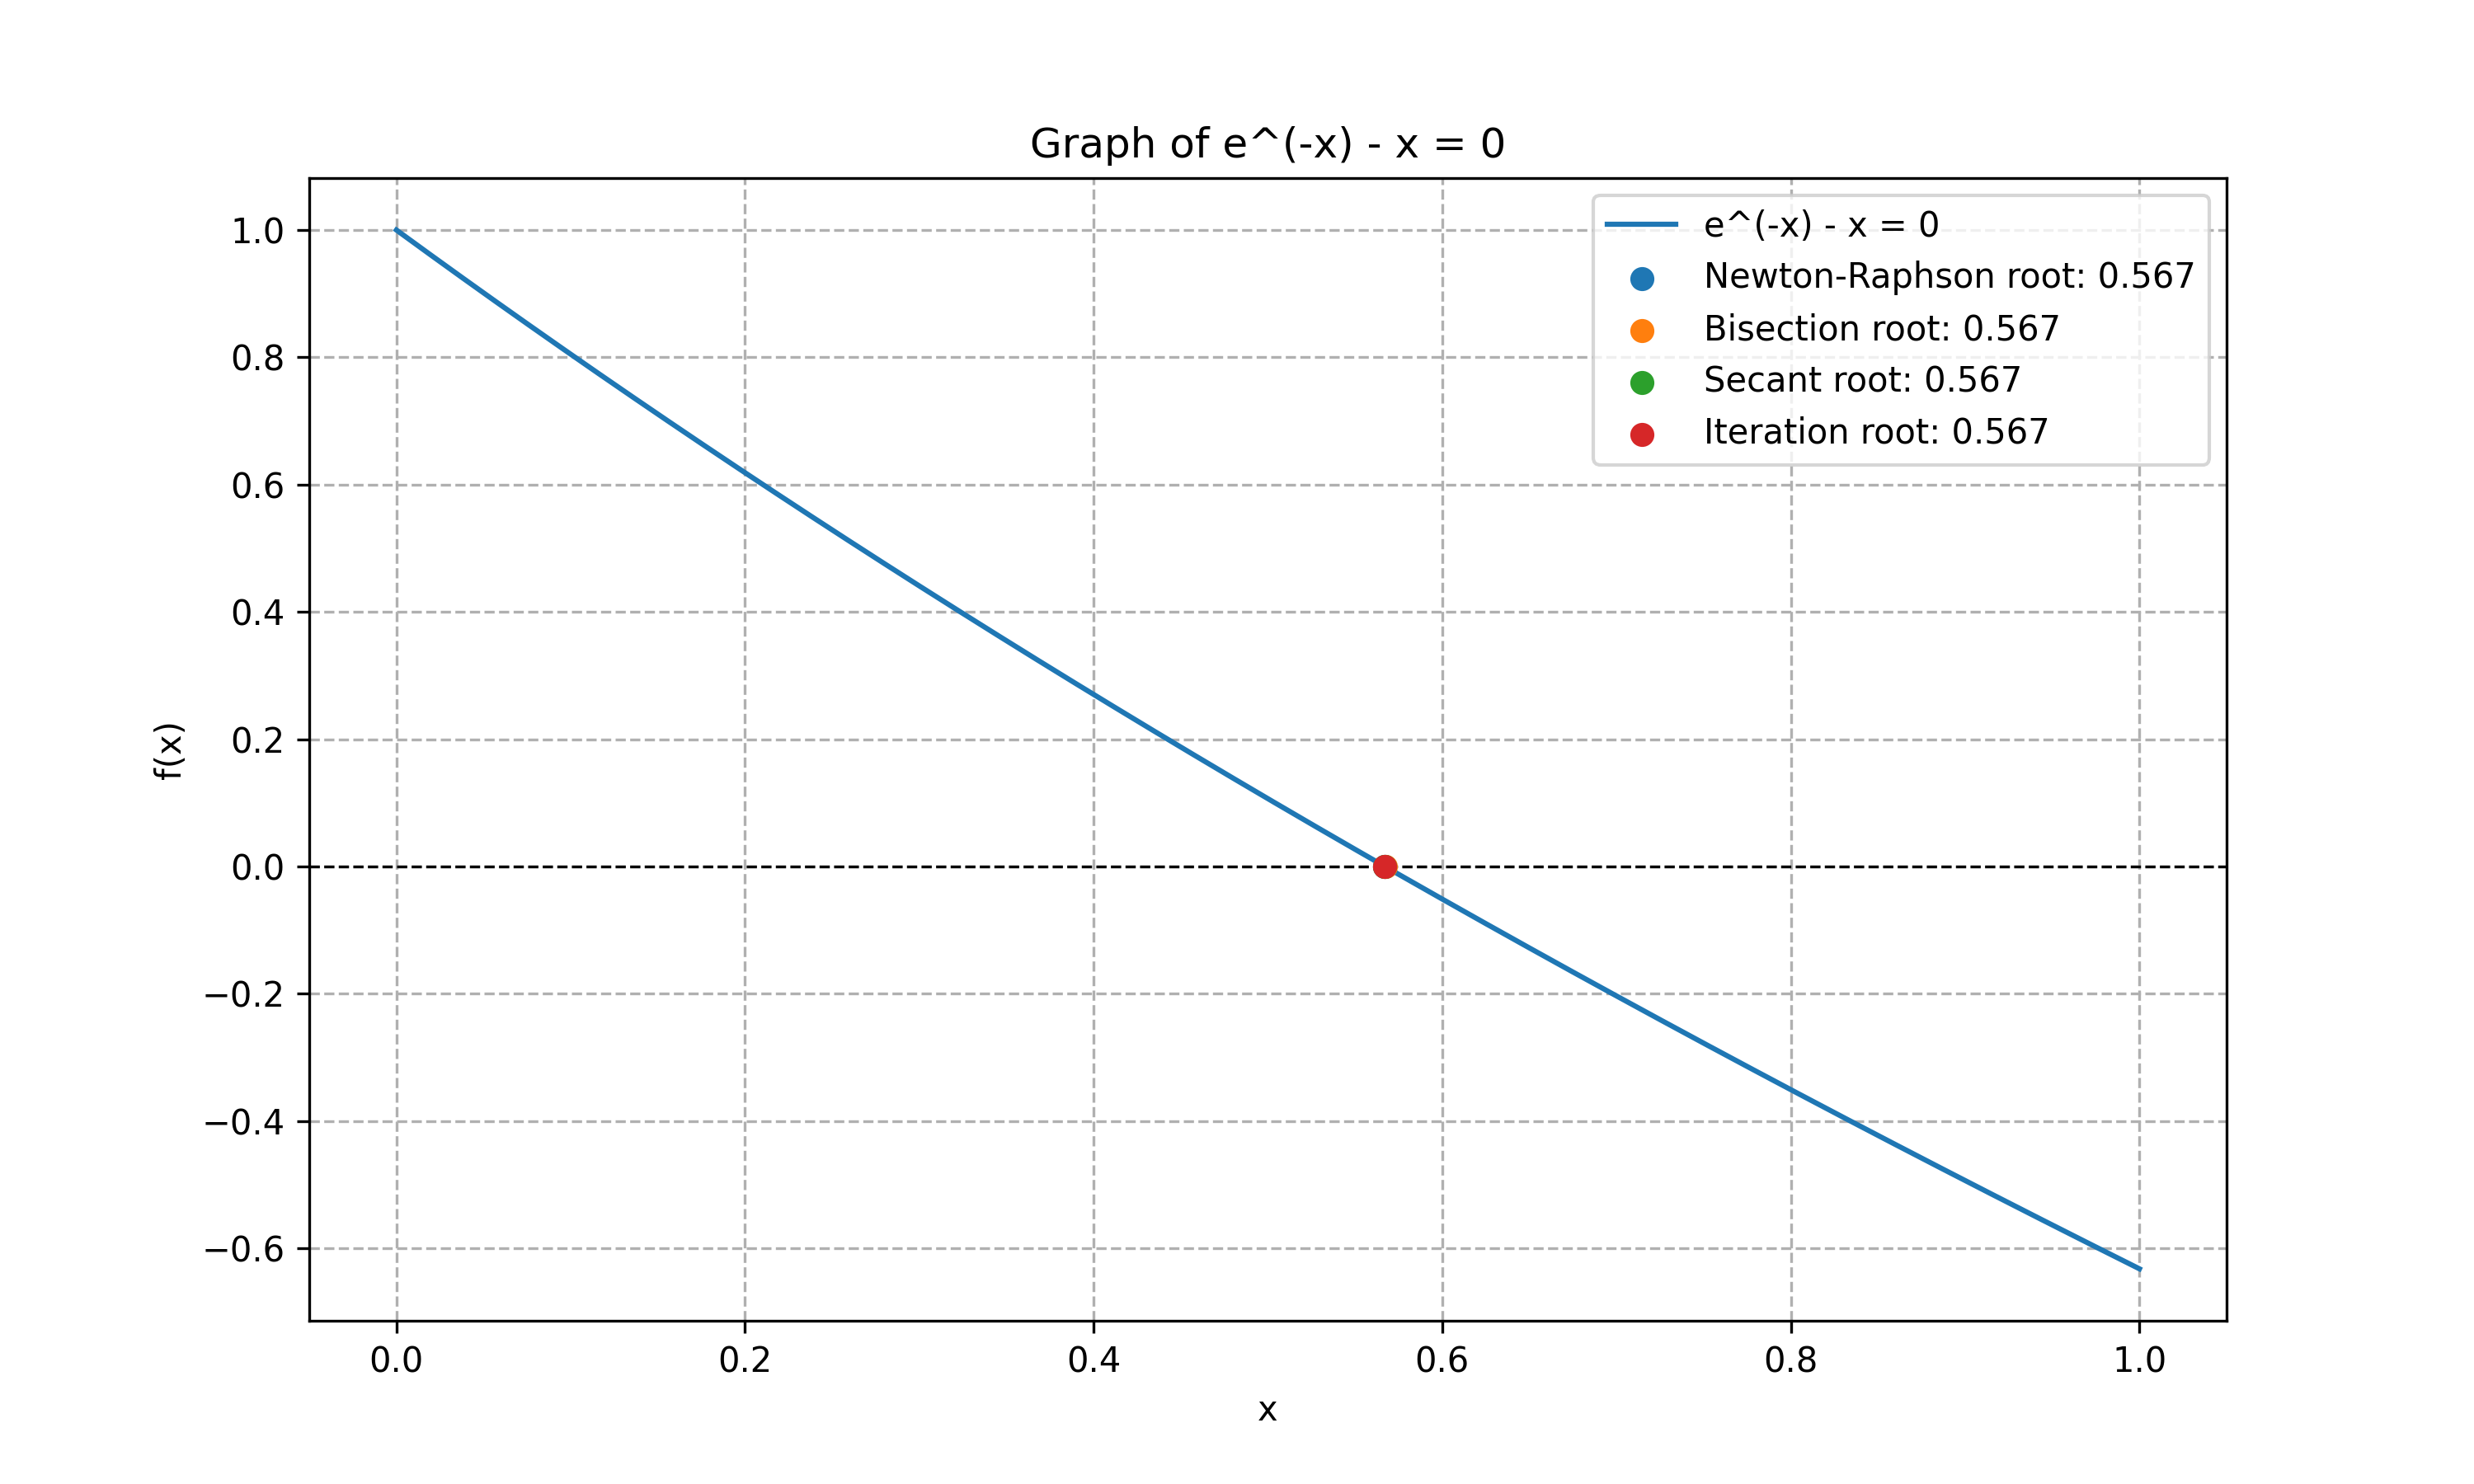 Graph of e^(-x) - x = 0
e^(-x) - x = 0
Newton-Raphson root: 0.567
Bisection root: 0.567
Secant root: 0.567
Iteration root: 0.567
f(x)
1.0
0.8
0.6
0.4
0.2
0.0
−0.2
−0.4
−0.6
0.0 0.2 0.4 0.6 0.8 1.0
x